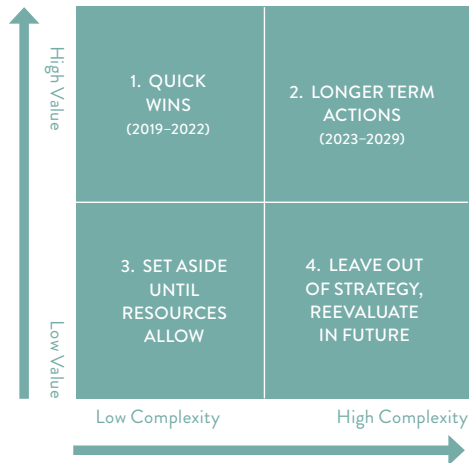 High Value
1. QUICK
WINS
(2019–2022)
2. LONGER TERM
ACTIONS
(2023–2029)
Low Value
3. SET ASIDE
UNTIL
RESOURCES
ALLOW
4. LEAVE OUT
OF STRATEGY,
REEVALUATE
IN FUTURE
Low Complexity
High Complexity